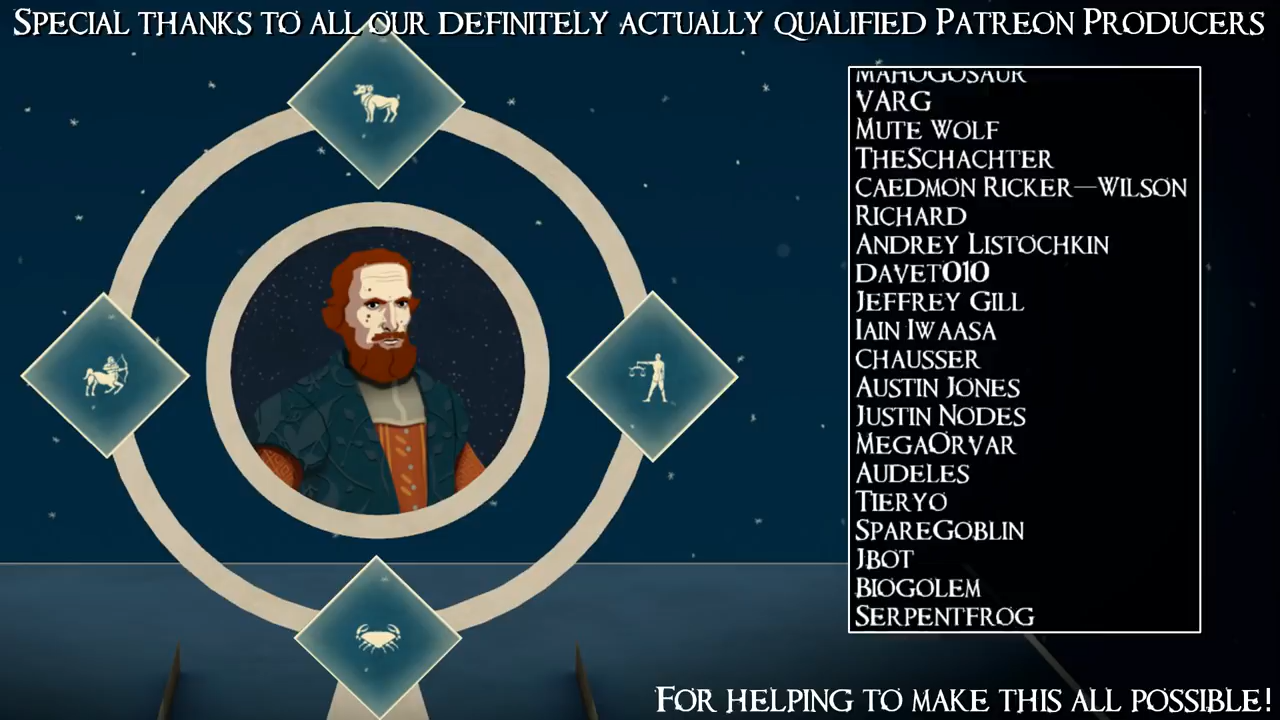 Special thanks to all our definitely actually qualified Patreon Producers
Mahogosaur
Varg
Mute Wolf
TheSchachter
Caedmon Ricker-Wilson
Richard
Andrey Listochkin
davet010
Jeffrey Gill
Iain Iwaasa
Chausser
Austin Jones
Justin Nodes
MegaOrvar
Audeles
Tieryo
SpareGoblin
Jbot
Biogolem
SerpentFrog
For helping to make this all possible!